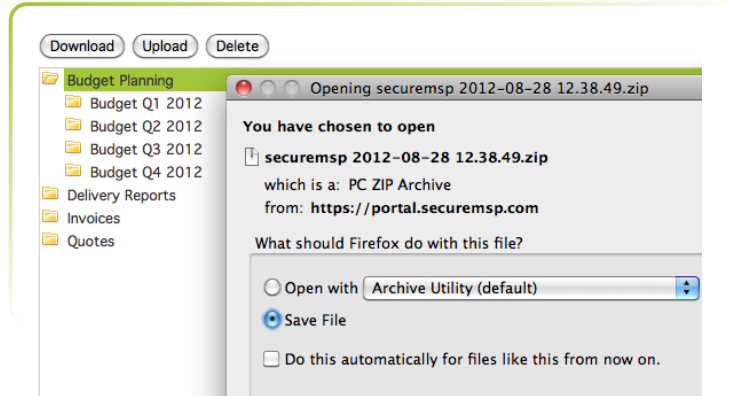 Download Upload Delete
Budget Planning
Budget Q1 2012
Budget Q2 2012
Budget Q3 2012
Budget Q4 2012
Delivery Reports
Invoices
Quotes
Opening securemsp 2012-08-28 12.38.49.zip
You have chosen to open
securemsp 2012-08-28 12.38.49.zip
which is a: PC ZIP Archive
from: https://portal.securemsp.com
What should Firefox do with this file?
Open with Archive Utility (default)
Save File
Do this automatically for files like this from now on.